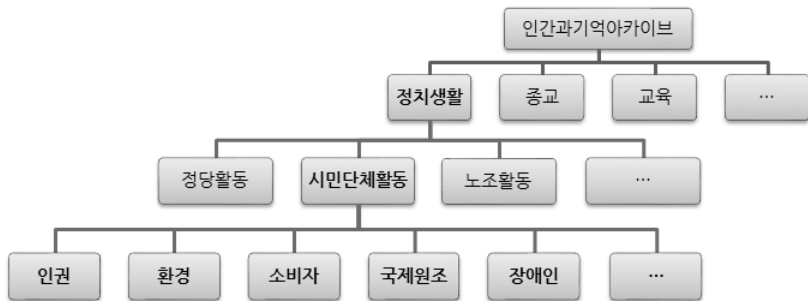 인간과기억아카이브
정치생활 종교 교육 …
정당활동 시민단체활동 노조활동 …
인권 환경 소비자 국제원조 장애인 …